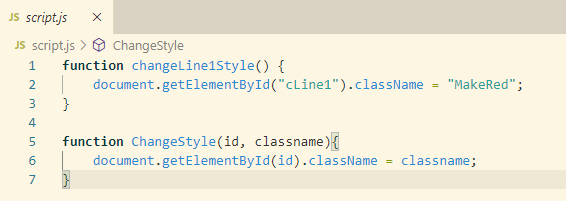 JS script.js ×
JS script.js > ChangeStyle
1 function changeLine1Style() {
2     document.getElementById("cLine1").className = "MakeRed";
3 }
4
5 function ChangeStyle(id, classname){
6     document.getElementById(id).className = classname;
7 }